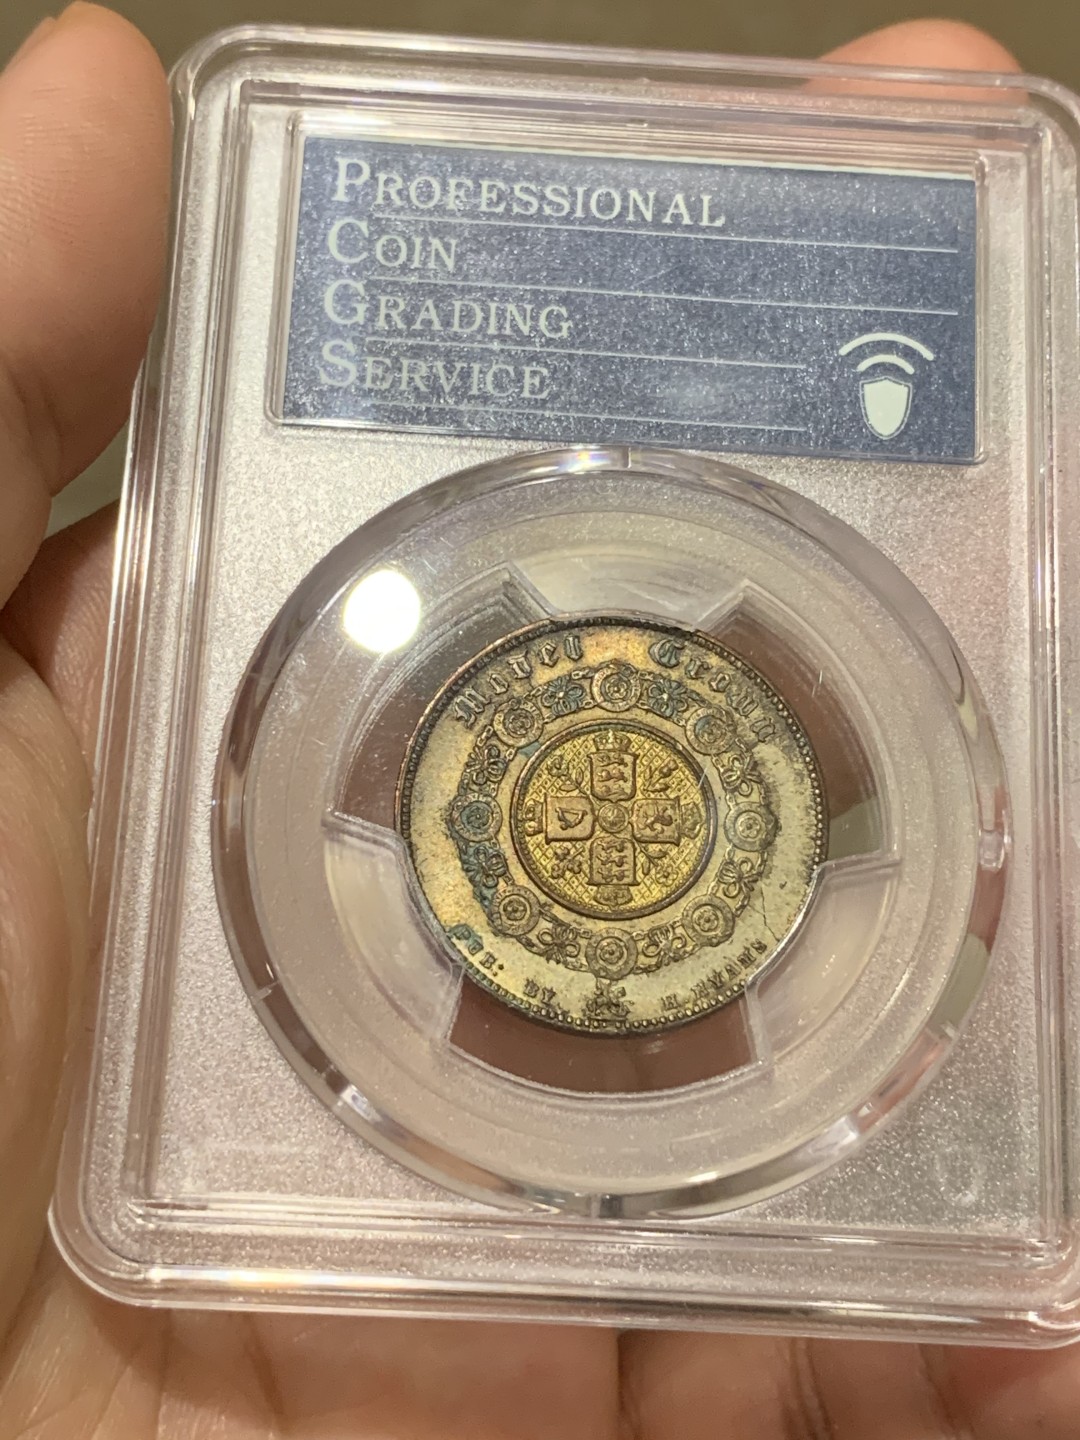 PROFESSIONAL
COIN
GRADING
SERVICE
Model Crown
PUB: BY H. HYAMS